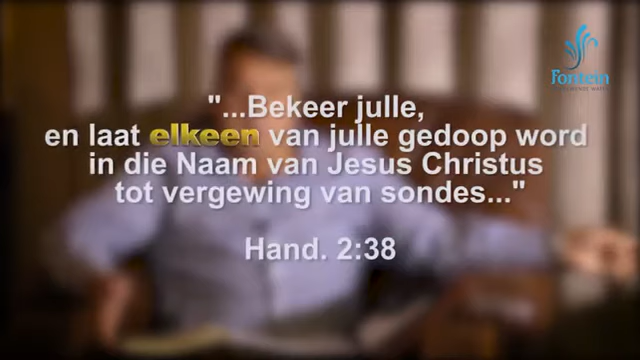 Fontein
"...Bekeer julle,
en laat elkeen van julle gedoop word
in die Naam van Jesus Christus
tot vergewing van sondes..."
Hand. 2:38